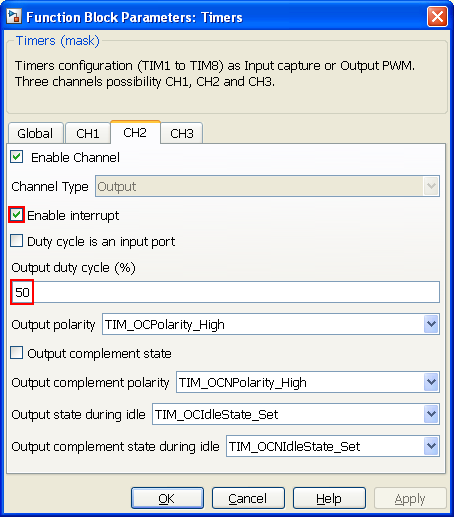 Function Block Parameters: Timers
Timers (mask)
Timers configuration (TIM1 to TIM8) as Input capture or Output PWM.
Three channels possibility CH1, CH2 and CH3.
Global CH1 CH2 CH3
Enable Channel
Channel Type Output
Enable interrupt
Duty cycle is an input port
Output duty cycle (%)
50
Output polarity TIM_OCPolarity_High
Output complement state
Output complement polarity TIM_OCNPolarity_High
Output state during idle TIM_OCIdleState_Set
Output complement state during idle TIM_OCNIdleState_Set
OK Cancel Help Apply